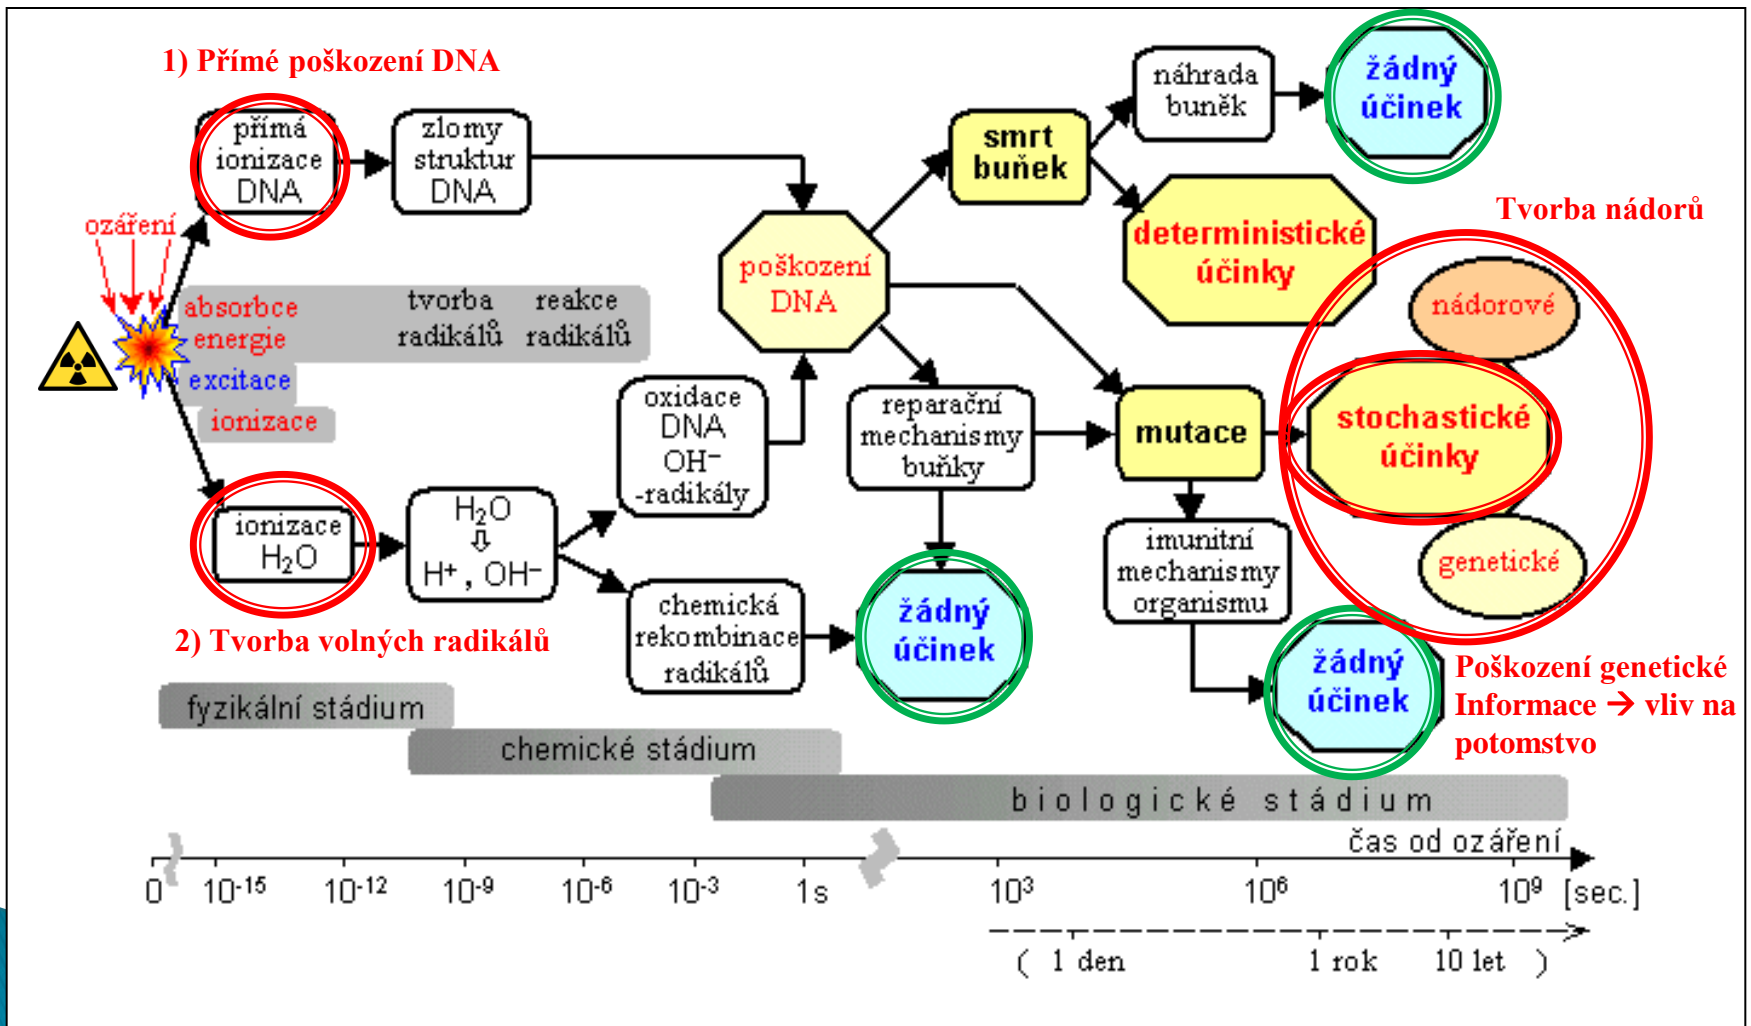 1) Přímé poškození DNA
přímá
ionizace
DNA
zlomy
struktur
DNA
ozáření
absorbce
energie
excitace
ionizace
tvorba
radikálů
reakce
radikálů
ionizace
H₂O
2) Tvorba volných radikálů
H₂O
⇩
H⁺, OH⁻
oxidace
DNA
OH⁻
-radikály
chemická
rekombinace
radikálů
žádný
účinek
poškození
DNA
smrt
buňek
náhrada
buněk
žádný
účinek
deterministické
účinky
reparační
mechanismy
buňky
mutace
imunitní
mechanismy
organismu
žádný
účinek
Tvorba nádorů
nádorové
stochastické
účinky
genetické
Poškození genetické
Informace → vliv na
potomstvo
fyzikální stádium
chemické stádium
biologické stádium
čas od ozáření
0 10⁻¹⁵ 10⁻¹² 10⁻⁹ 10⁻⁶ 10⁻³ 1s 10³ 10⁶ 10⁹ [sec.]
( 1 den 1 rok 10 let )